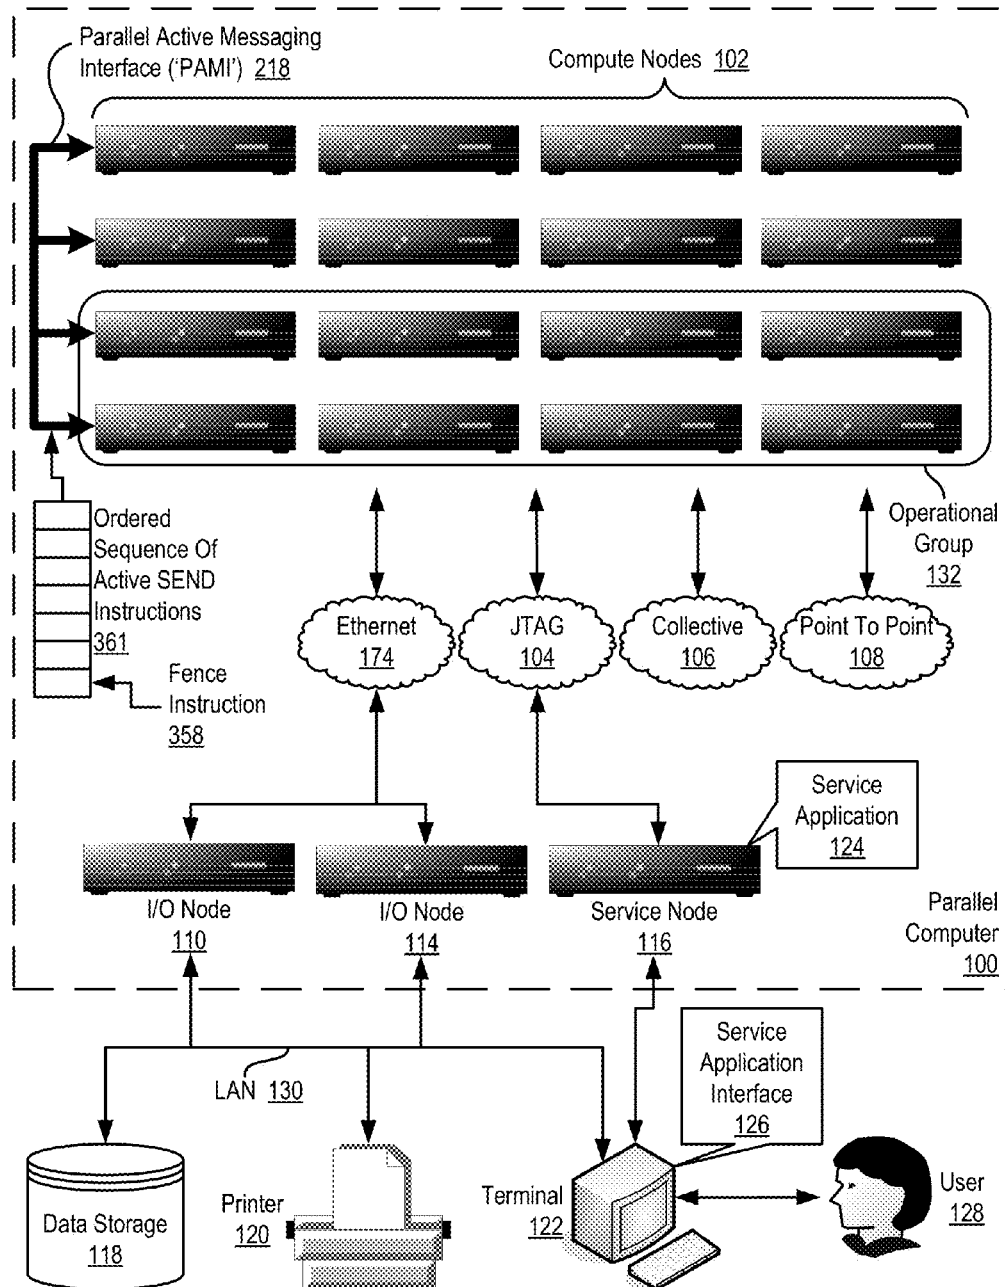 Parallel Active Messaging
Interface ('PAMI') 218
Compute Nodes 102
Ordered
Sequence Of
Active SEND
Instructions
361
Operational
Group
132
Ethernet
174
JTAG
104
Collective
106
Point To Point
108
Fence
Instruction
358
Service
Application
124
I/O Node
110
I/O Node
114
Service Node
116
Parallel
Computer
100
Service
Application
Interface
126
LAN 130
Data Storage
118
Printer
120
Terminal
122
User
128